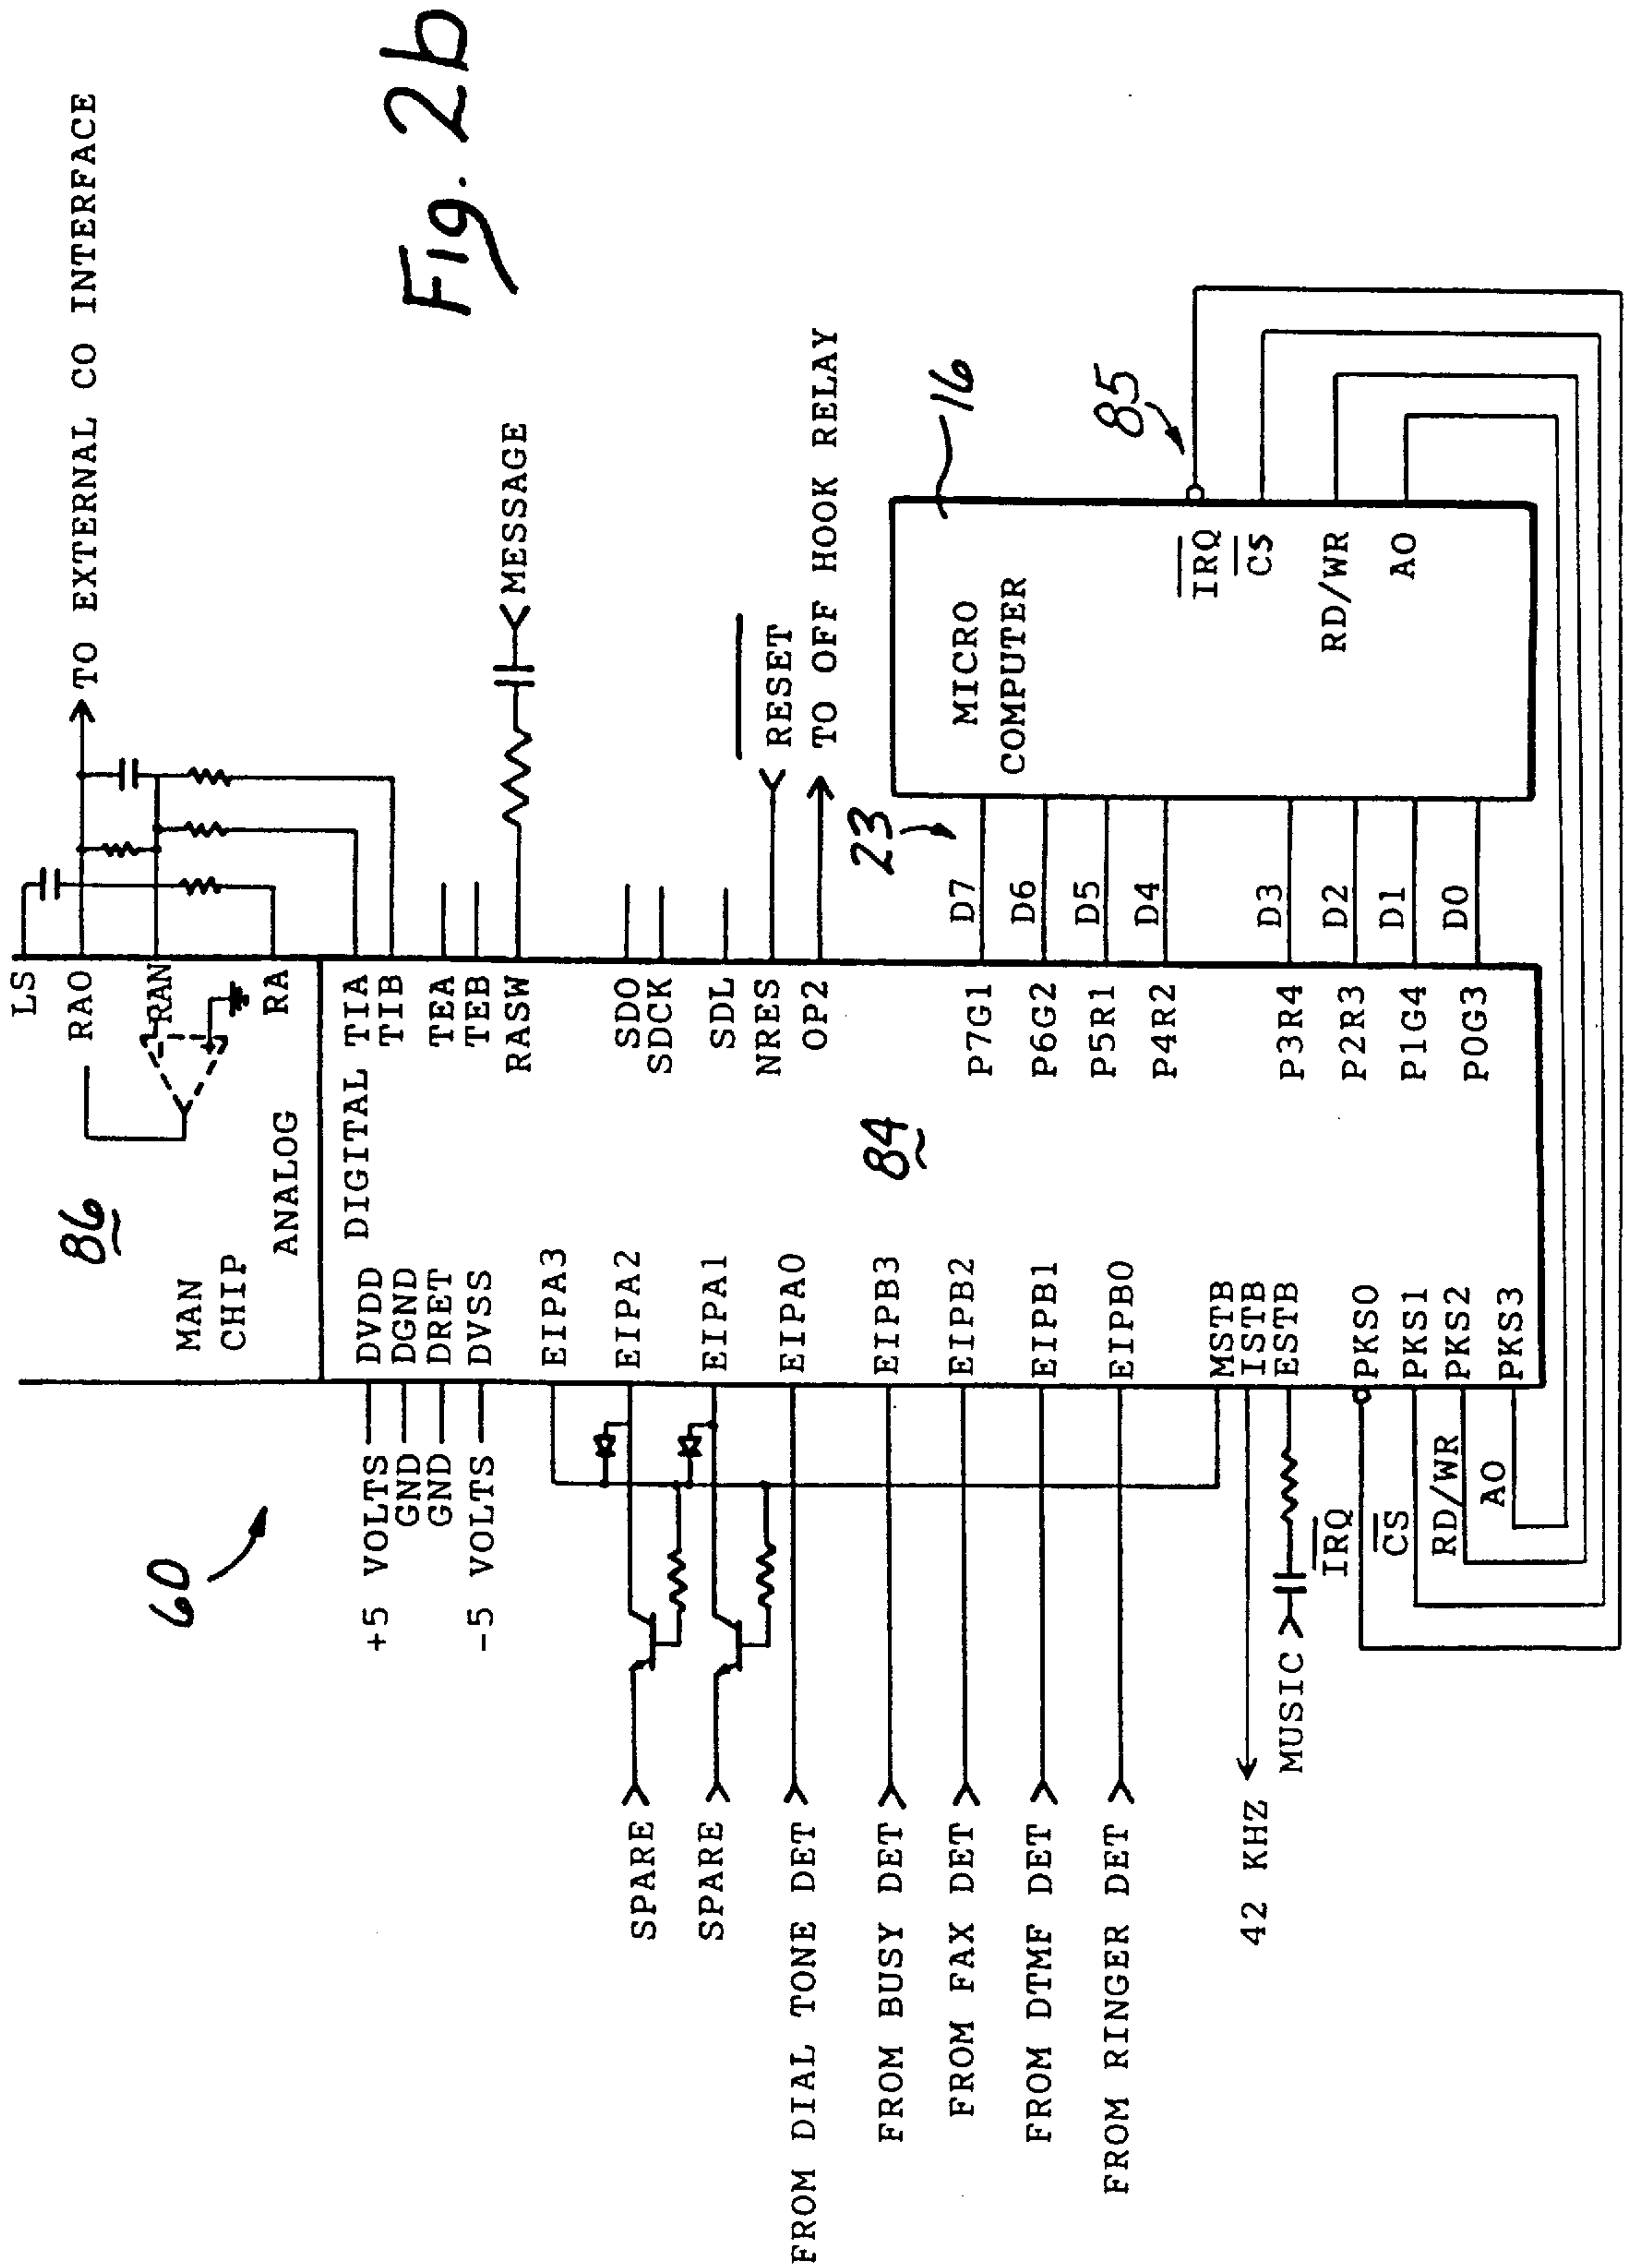 Fig. 2b
60
86
MAN
CHIP
ANALOG
DIGITAL
LS
RAO
RAN
RA
TO EXTERNAL CO INTERFACE
TIA
TIB
TEA
TEB
RASW
MESSAGE
SDO
SDCK
SDL
NRES
RESET
OP2
TO OFF HOOK RELAY
+5 VOLTS
DVDD
GND
DGND
GND
DRET
-5 VOLTS
DVSS
EIPA3
SPARE
EIPA2
SPARE
EIPA1
FROM DIAL TONE DET
EIPA0
FROM BUSY DET
EIPB3
FROM FAX DET
EIPB2
FROM DTMF DET
EIPB1
FROM RINGER DET
EIPB0
MSTB
42 KHZ
ISTB
MUSIC
ESTB
IRQ
PKS0
CS
PKS1
RD/WR
PKS2
AO
PKS3
84
P7G1
D7
P6G2
D6
P5R1
D5
P4R2
D4
P3R4
D3
P2R3
D2
P1G4
D1
P0G3
D0
23
MICRO
COMPUTER
16
85
IRQ
CS
RD/WR
AO